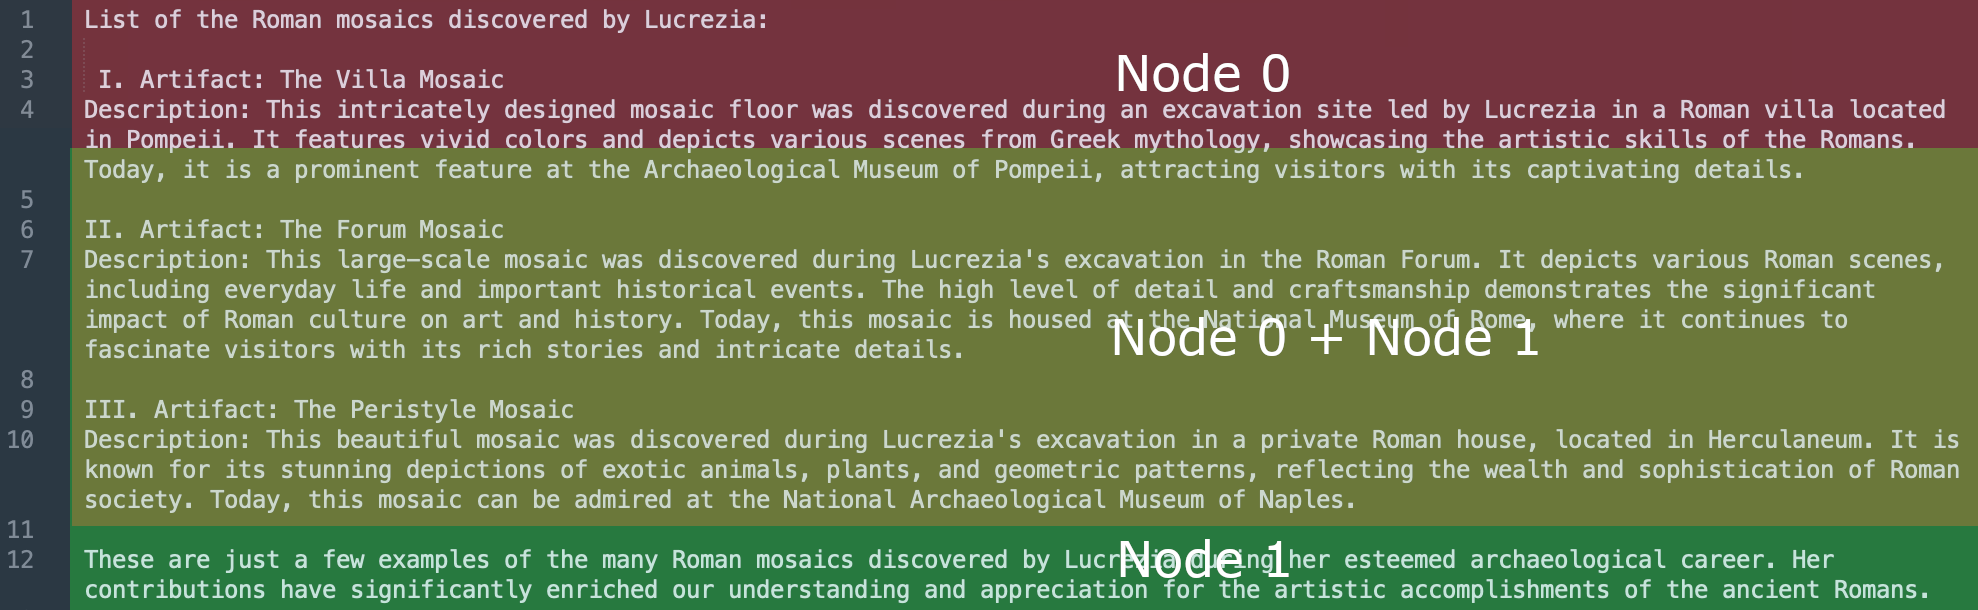 1 List of the Roman mosaics discovered by Lucrezia:
2
3 I. Artifact: The Villa Mosaic
Node 0
4 Description: This intricately designed mosaic floor was discovered during an excavation site led by Lucrezia in a Roman villa located
in Pompeii. It features vivid colors and depicts various scenes from Greek mythology, showcasing the artistic skills of the Romans.
Today, it is a prominent feature at the Archaeological Museum of Pompeii, attracting visitors with its captivating details.
5
6 II. Artifact: The Forum Mosaic
7 Description: This large-scale mosaic was discovered during Lucrezia's excavation in the Roman Forum. It depicts various Roman scenes,
including everyday life and important historical events. The high level of detail and craftsmanship demonstrates the significant
impact of Roman culture on art and history. Today, this mosaic is housed at the National Museum of Rome, where it continues to
Node 0 + Node 1
fascinate visitors with its rich stories and intricate details.
8
9 III. Artifact: The Peristyle Mosaic
10 Description: This beautiful mosaic was discovered during Lucrezia's excavation in a private Roman house, located in Herculaneum. It is
known for its stunning depictions of exotic animals, plants, and geometric patterns, reflecting the wealth and sophistication of Roman
society. Today, this mosaic can be admired at the National Archaeological Museum of Naples.
11
12 These are just a few examples of the many Roman mosaics discovered by Lucrezia during her esteemed archaeological career. Her
Node 1
contributions have significantly enriched our understanding and appreciation for the artistic accomplishments of the ancient Romans.